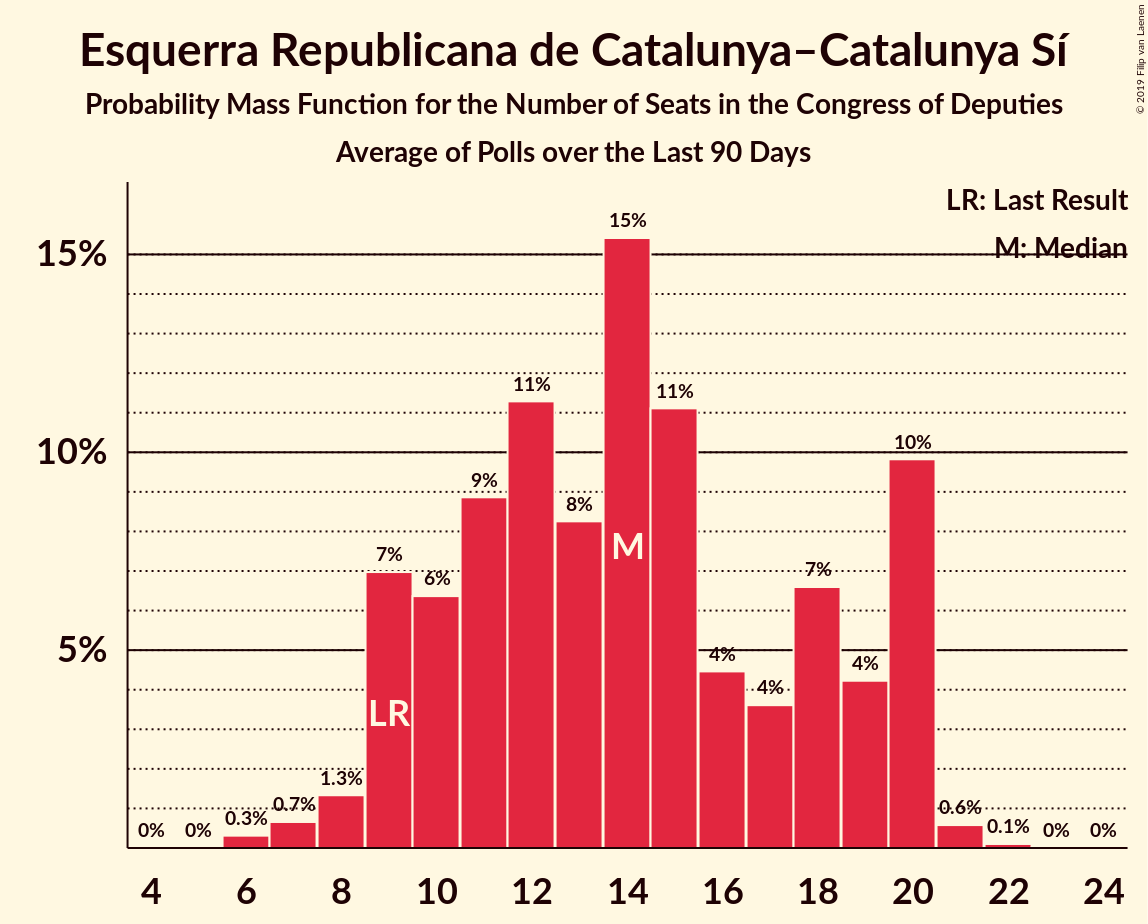 Esquerra Republicana de Catalunya–Catalunya Sí
Probability Mass Function for the Number of Seats in the Congress of Deputies
Average of Polls over the Last 90 Days
© 2019 Filip van Laenen
LR: Last Result
M: Median
15%
10%
5%
0%
0%
0.3%
0.7%
1.3%
7%
6%
9%
11%
8%
15%
11%
4%
4%
7%
4%
10%
0.6%
0.1%
0%
0%
LR
M
4 6 8 10 12 14 16 18 20 22 24